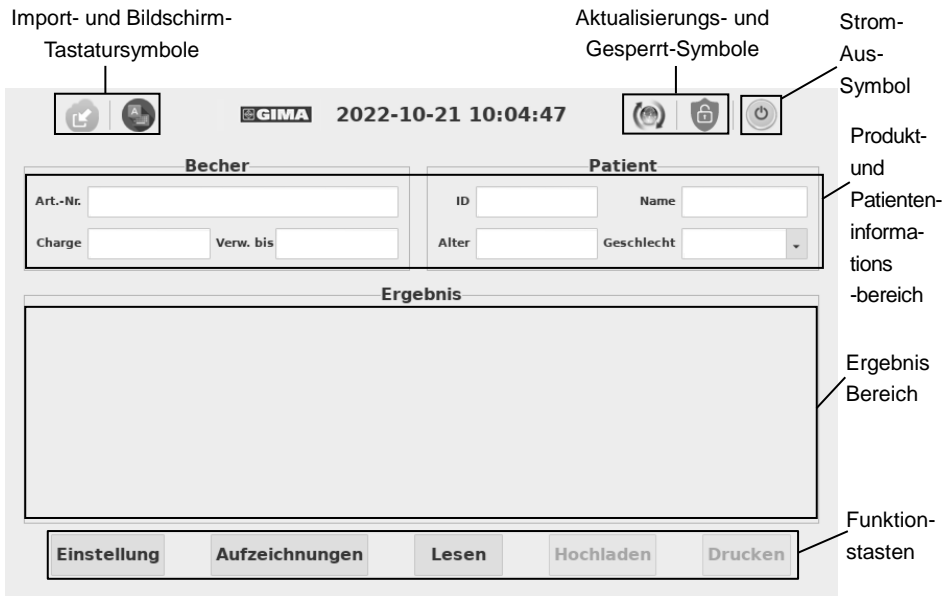 Import- und Bildschirm-
Tastatursymbole
Aktualisierungs- und
Gesperrt-Symbole
Strom-
Aus-
Symbol
GIMA 2022-10-21 10:04:47
Produkt-
und
Patienten-
informa-
tions
-bereich
Becher
Patient
Art.-Nr.
ID
Name
Charge
Verw. bis
Alter
Geschlecht
Ergebnis
Ergebnis
Bereich
Funktion-
stasten
Einstellung
Aufzeichnungen
Lesen
Hochladen
Drucken